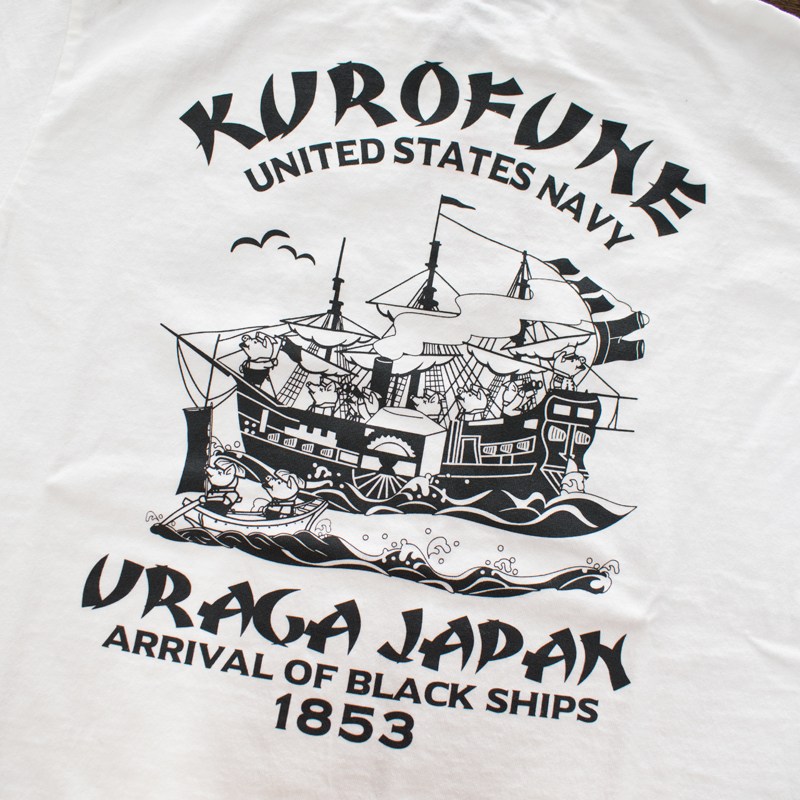 KUROFUNE
UNITED STATES NAVY
URAGA JAPAN
ARRIVAL OF BLACK SHIPS
1853